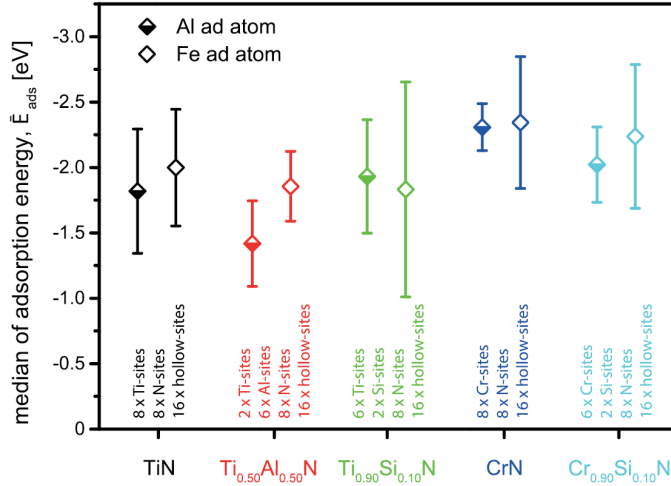 median of adsorption energy, Ēads [eV]
-3.0
-2.5
-2.0
-1.5
-1.0
-0.5
0
Al ad atom
Fe ad atom
8 x Ti-sites
8 x N-sites
16 x hollow-sites
2 x Ti-sites
6 x Al-sites
8 x N-sites
16 x hollow-sites
6 x Ti-sites
2 x Si-sites
8 x N-sites
16 x hollow-sites
8 x Cr-sites
8 x N-sites
16 x hollow-sites
6 x Cr-sites
2 x Si-sites
8 x N-sites
16 x hollow-sites
TiN
Ti0.50Al0.50N
Ti0.90Si0.10N
CrN
Cr0.90Si0.10N